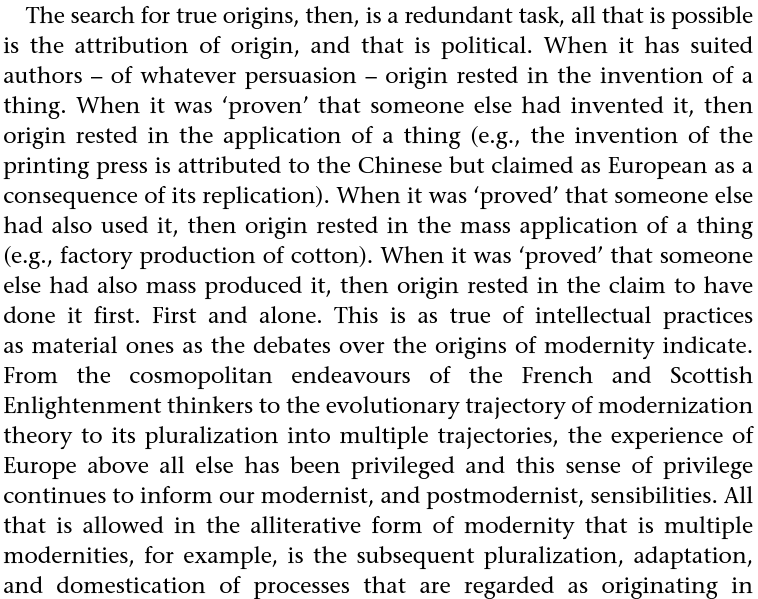 The search for true origins, then, is a redundant task, all that is possible
is the attribution of origin, and that is political. When it has suited
authors – of whatever persuasion – origin rested in the invention of a
thing. When it was ‘proven’ that someone else had invented it, then
origin rested in the application of a thing (e.g., the invention of the
printing press is attributed to the Chinese but claimed as European as a
consequence of its replication). When it was ‘proved’ that someone else
had also used it, then origin rested in the mass application of a thing
(e.g., factory production of cotton). When it was ‘proved’ that someone
else had also mass produced it, then origin rested in the claim to have
done it first. First and alone. This is as true of intellectual practices
as material ones as the debates over the origins of modernity indicate.
From the cosmopolitan endeavours of the French and Scottish
Enlightenment thinkers to the evolutionary trajectory of modernization
theory to its pluralization into multiple trajectories, the experience of
Europe above all else has been privileged and this sense of privilege
continues to inform our modernist, and postmodernist, sensibilities. All
that is allowed in the alliterative form of modernity that is multiple
modernities, for example, is the subsequent pluralization, adaptation,
and domestication of processes that are regarded as originating in